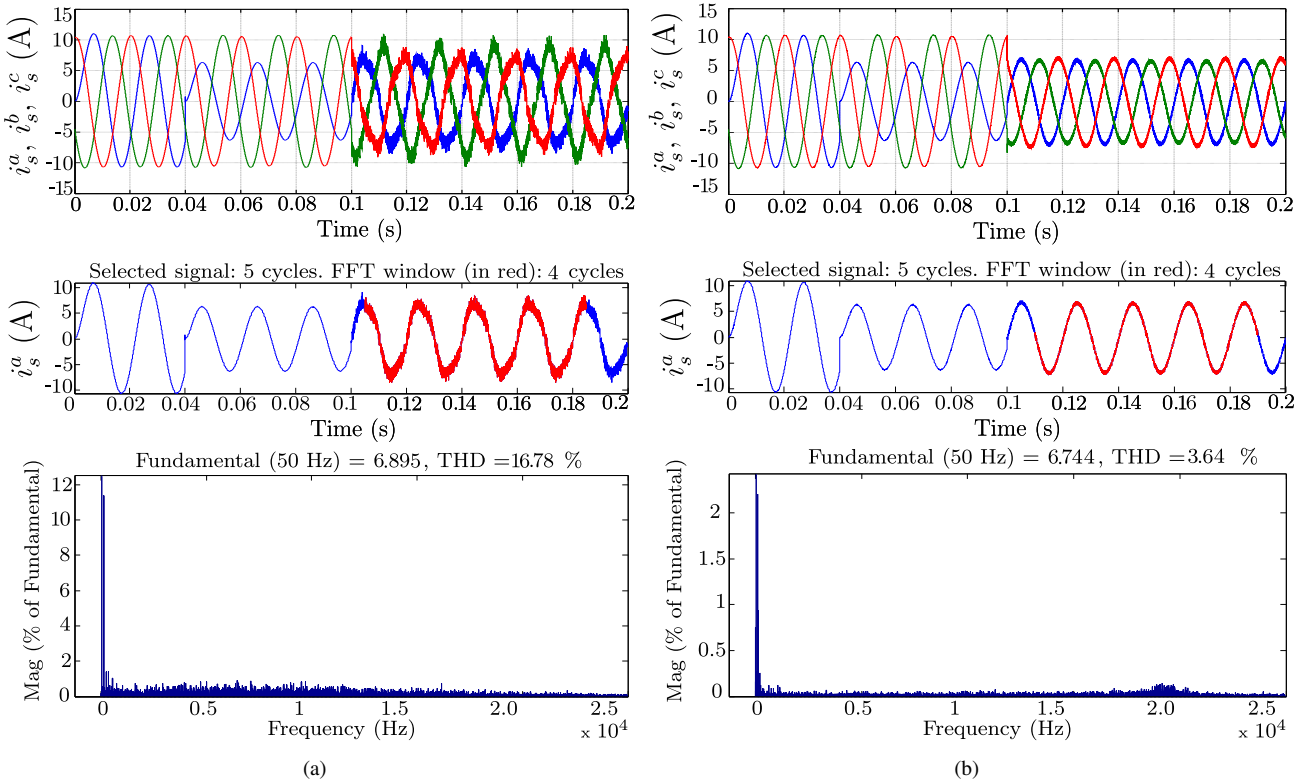 i_s^a, i_s^b, i_s^c (A)
15
10
5
0
-5
-10
-15
0 0.02 0.04 0.06 0.08 0.1 0.12 0.14 0.16 0.18 0.2
Time (s)
Selected signal: 5 cycles. FFT window (in red): 4 cycles
i_s^a (A)
10
5
0
-5
-10
0 0.02 0.04 0.06 0.08 0.1 0.12 0.14 0.16 0.18 0.2
Time (s)
Fundamental (50 Hz) = 6.895, THD =16.78 %
Mag (% of Fundamental)
12
10
8
6
4
2
0
0 0.5 1.0 1.5 2.0 2.5
Frequency (Hz)
x 10^4
(a)
i_s^a, i_s^b, i_s^c (A)
15
10
5
0
-5
-10
-15
0 0.02 0.04 0.06 0.08 0.1 0.12 0.14 0.16 0.18 0.2
Time (s)
Selected signal: 5 cycles. FFT window (in red): 4 cycles
i_s^a (A)
10
5
0
-5
-10
0 0.02 0.04 0.06 0.08 0.1 0.12 0.14 0.16 0.18 0.2
Time (s)
Fundamental (50 Hz) = 6.744, THD =3.64 %
Mag (% of Fundamental)
2
1.5
1
0.5
0
0 0.5 1.0 1.5 2.0 2.5
Frequency (Hz)
x 10^4
(b)